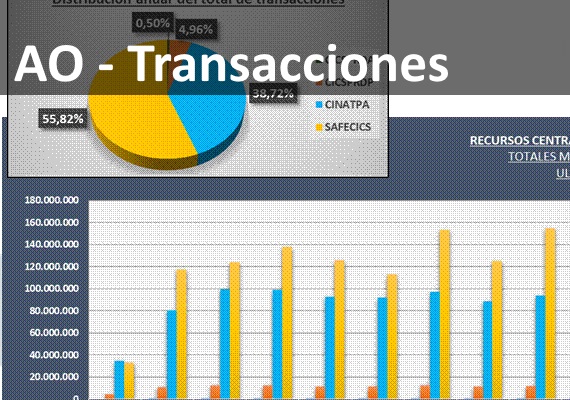 Distribución anual del total de transacciones
0,50%
4,96%
AO - Transacciones
CICSPRDP
38,72%
CINATPA
55,82%
SAFECICS
RECURSOS CENTRA
TOTALES M
UL
180.000.000
160.000.000
140.000.000
120.000.000
100.000.000
80.000.000
60.000.000
40.000.000
20.000.000
0